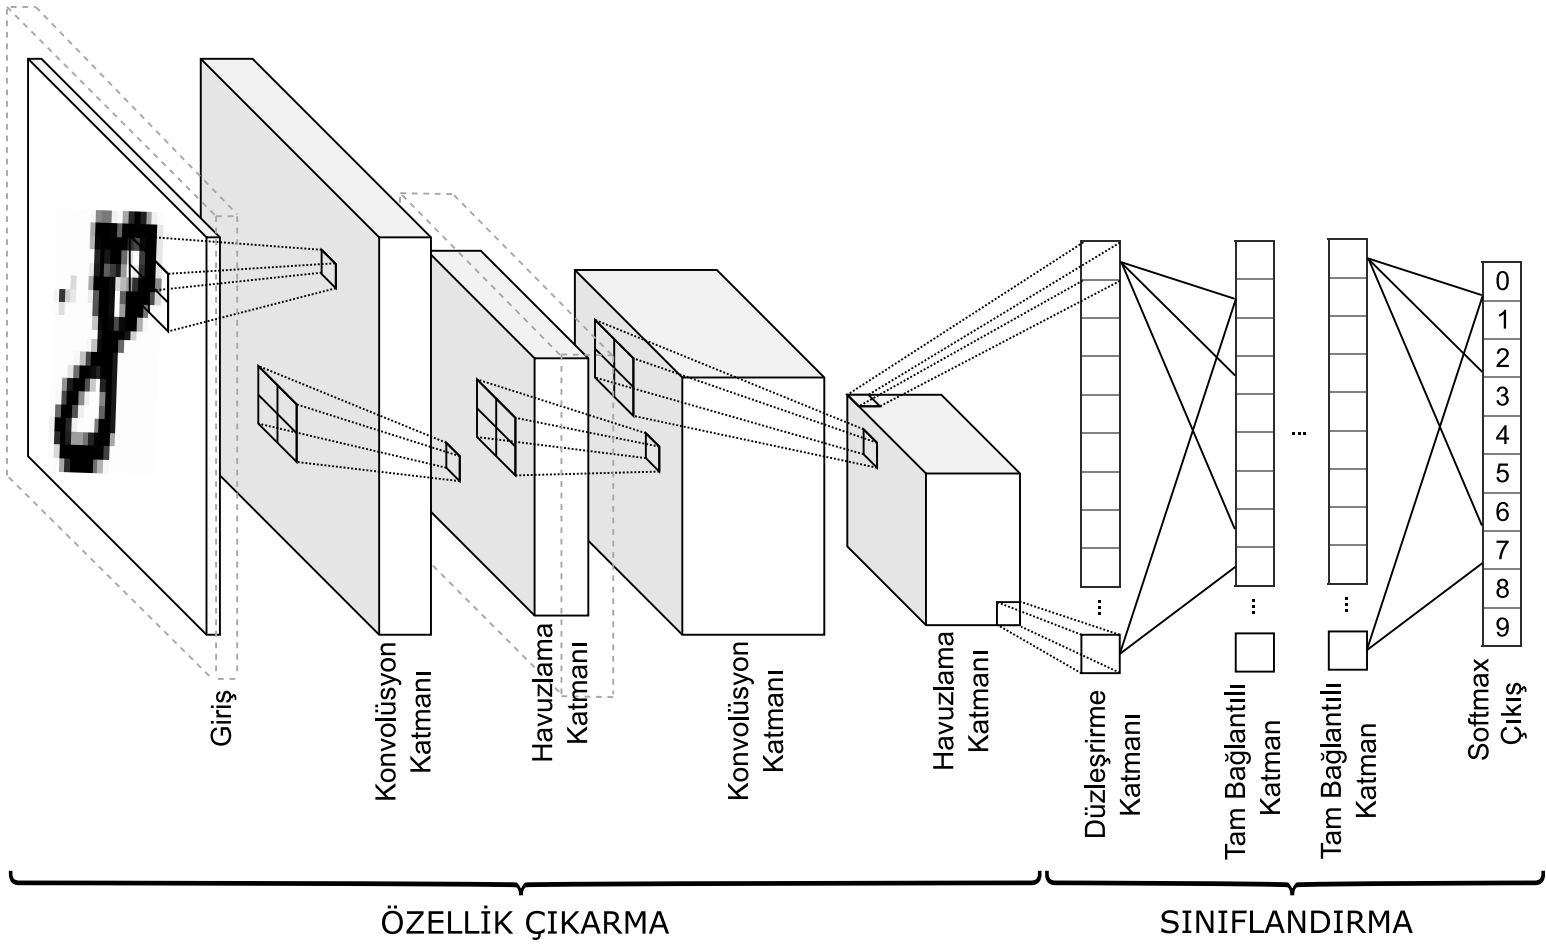 0
1
2
3
4
5
6
7
8
9
...
...
...
...
Giriş
Konvolüsyon
Katmanı
Havuzlama
Katmanı
Konvolüsyon
Katmanı
Havuzlama
Katmanı
Düzleşrirme
Katmanı
Tam Bağlantılı
Katman
Tam Bağlantılı
Katman
Softmax
Çıkış
ÖZELLİK ÇIKARMA
SINIFLANDIRMA